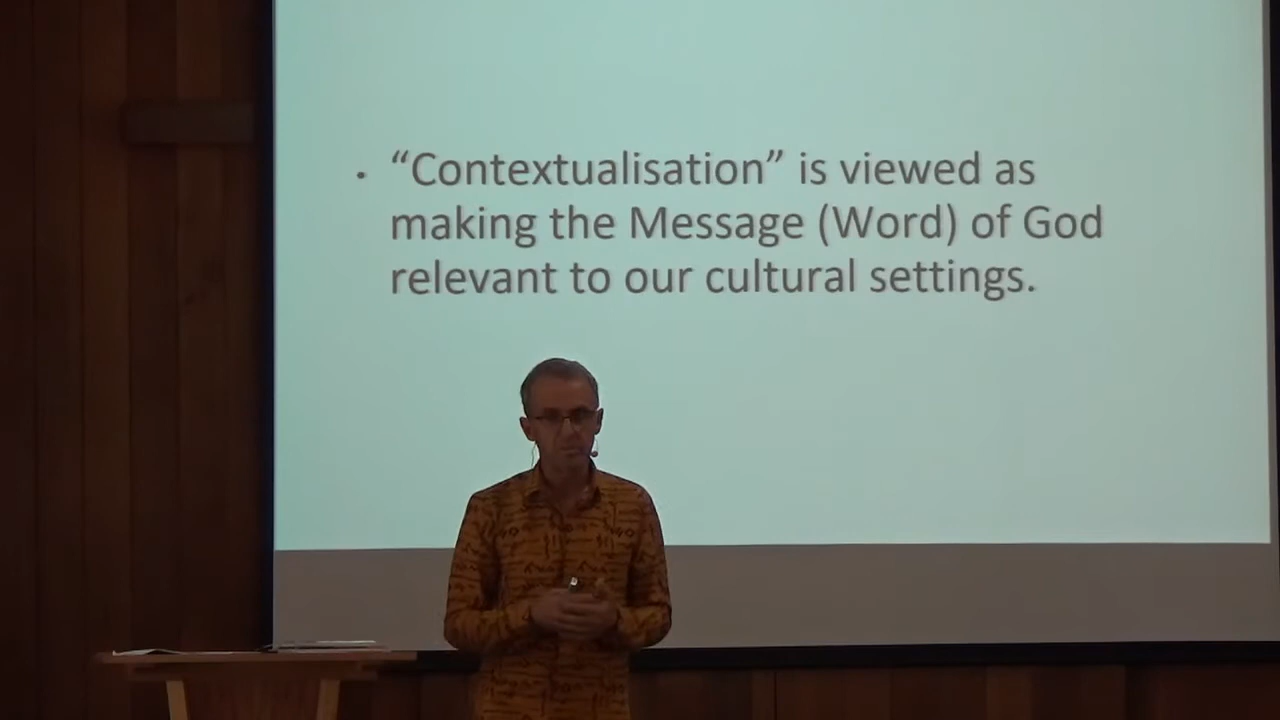 • “Contextualisation” is viewed as
making the Message (Word) of God
relevant to our cultural settings.